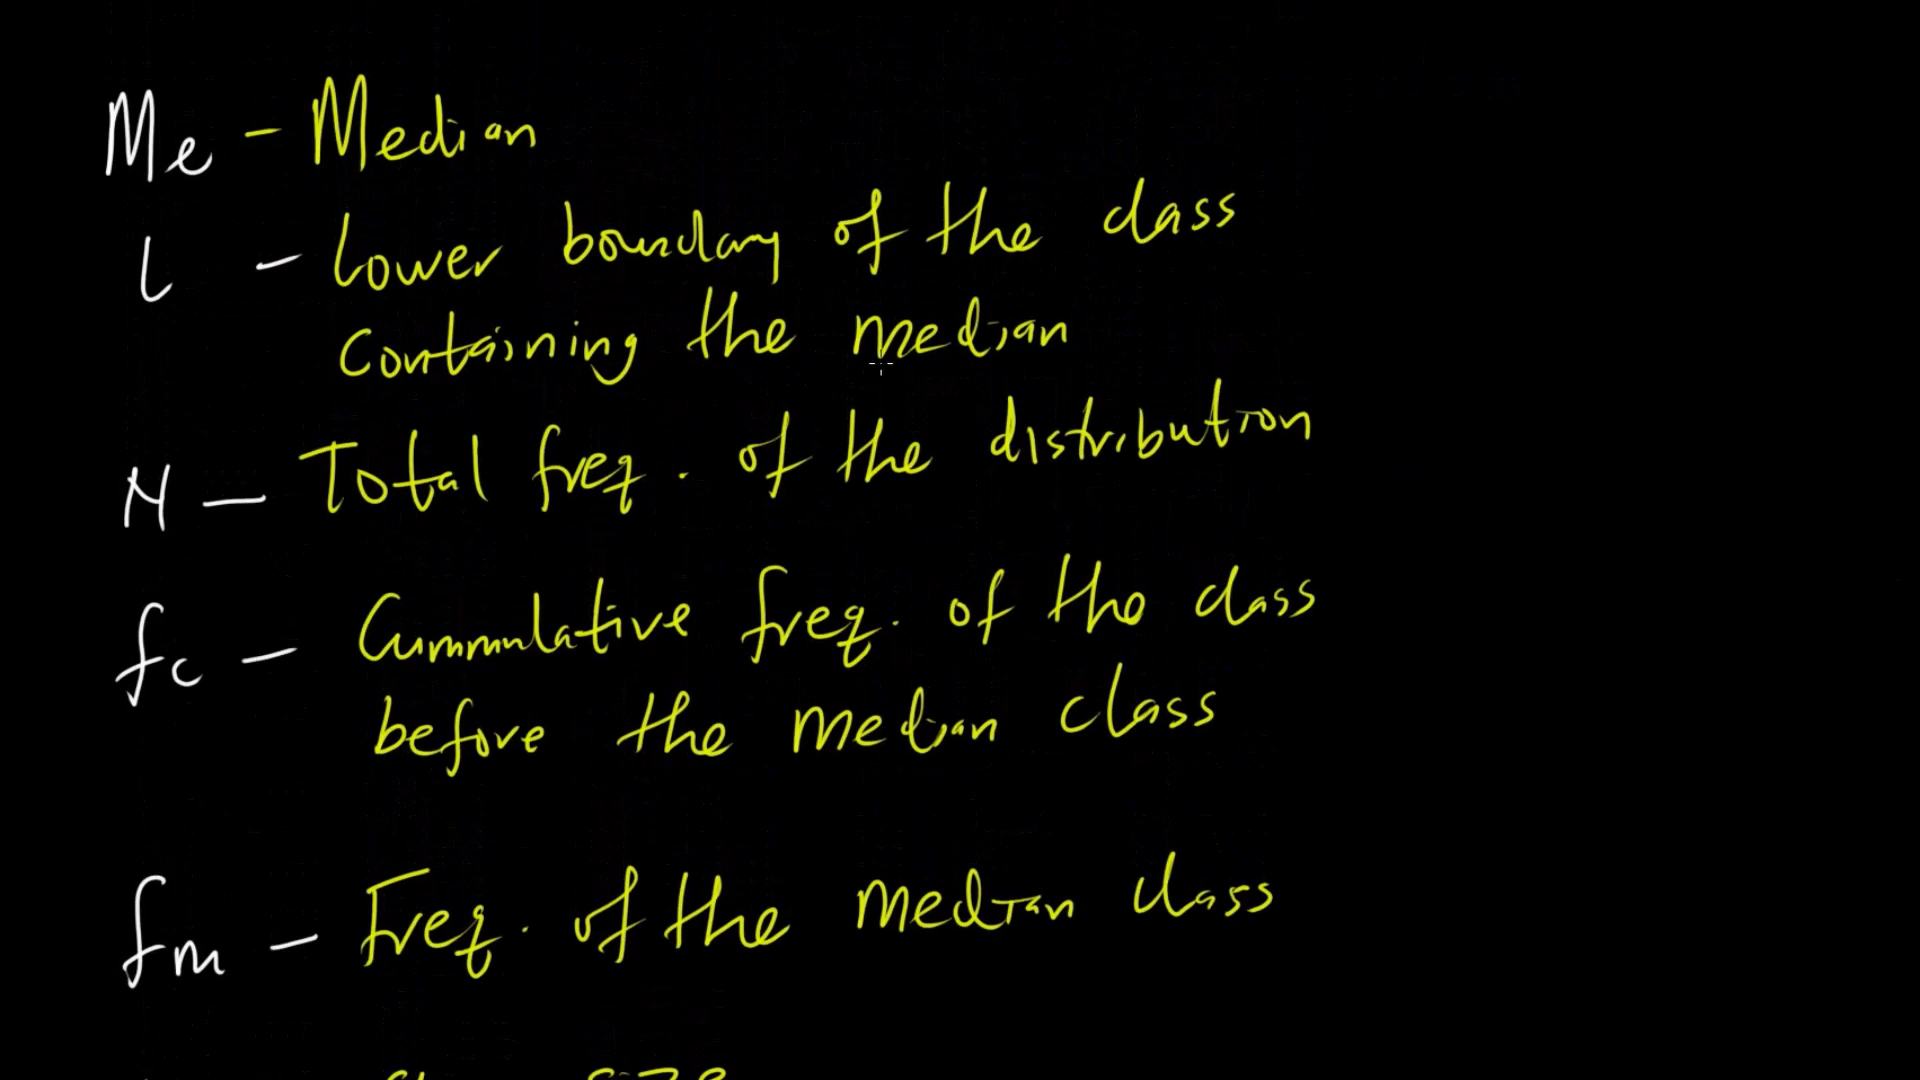 Me - Median
l - Lower boundary of the class
containing the median
N - Total freq. of the distribution
fc - Cummulative freq. of the class
before the median class
fm - Freq. of the median class